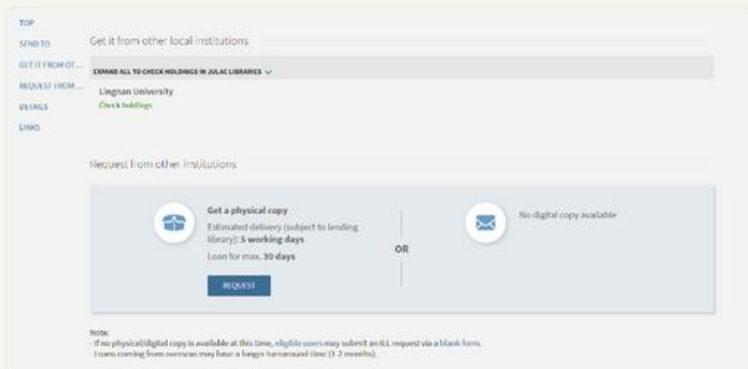 TOP
SEND TO
GET IT FROM OT...
REQUEST FROM ...
DETAILS
LINKS
Get it from other local institutions
EXPAND ALL TO CHECK HOLDINGS IN JULAC LIBRARIES
Lingnan University
Check holdings
Request from other institutions
Get a physical copy
Estimated delivery (subject to lending
library): 5 working days
Loan for max. 30 days
REQUEST
OR
No digital copy available
Note:
- If no physical/digital copy is available at this time, eligible users may submit an ILL request via a blank form.
- Loans coming from overseas may have a longer turnaround time (1-2 months).